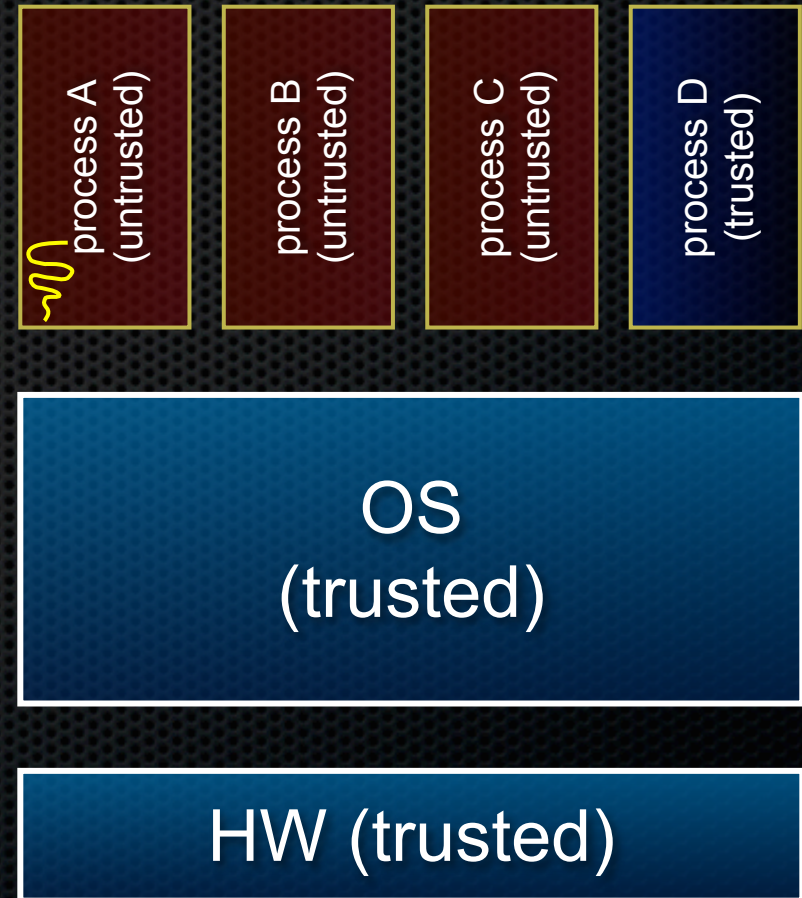 process A
(untrusted)
process B
(untrusted)
process C
(untrusted)
process D
(trusted)
OS
(trusted)
HW (trusted)